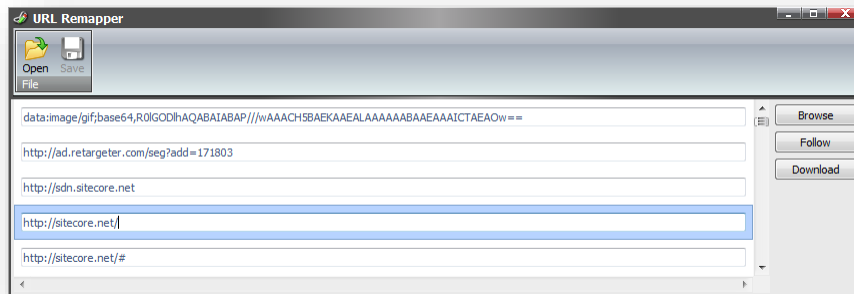 URL Remapper
Open Save
File
data:image/gif;base64,R0lGODlhAQABAIABAP///wAAACH5BAEKAAEALAAAAAABAAEAAAICTAEAOw==
Browse
http://ad.retargeter.com/seg?add=171803
Follow
Download
http://sdn.sitecore.net
http://sitecore.net/
http://sitecore.net/#